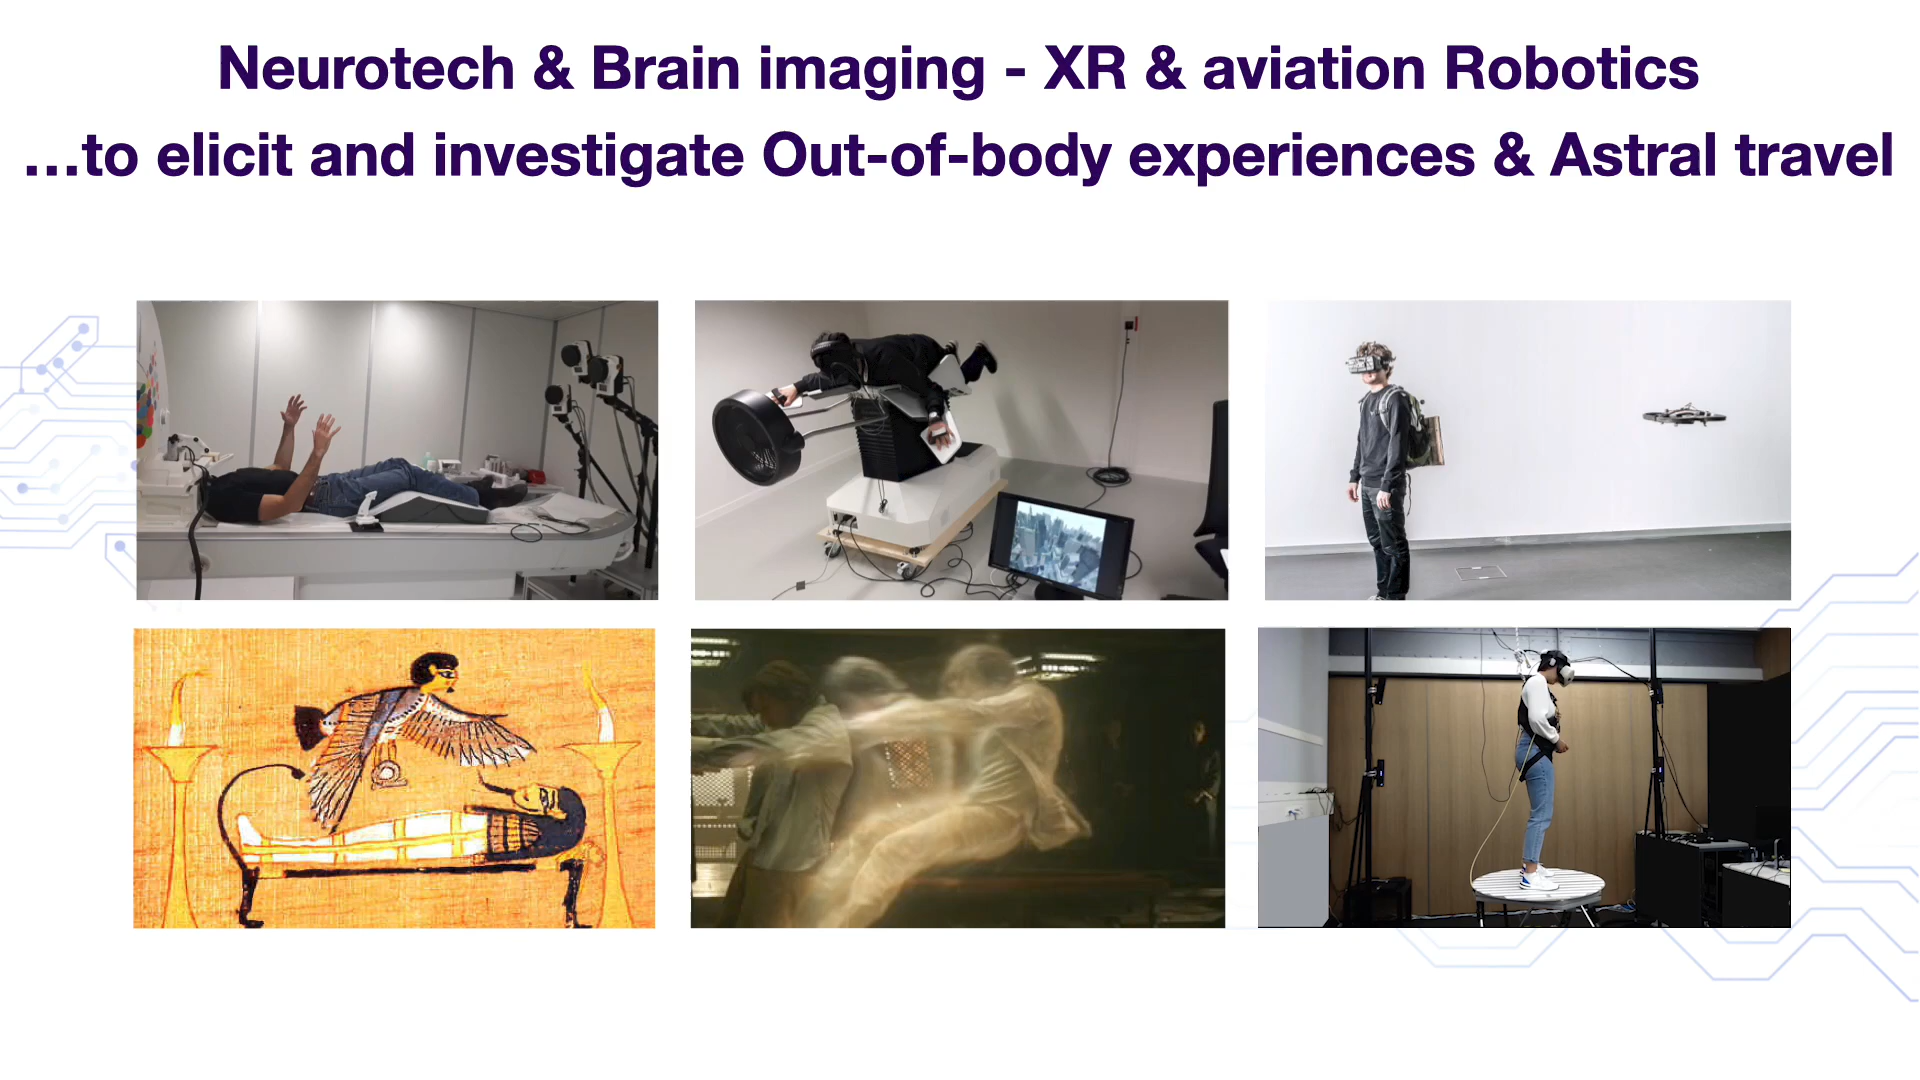 Neurotech & Brain imaging - XR & aviation Robotics
…to elicit and investigate Out-of-body experiences & Astral travel